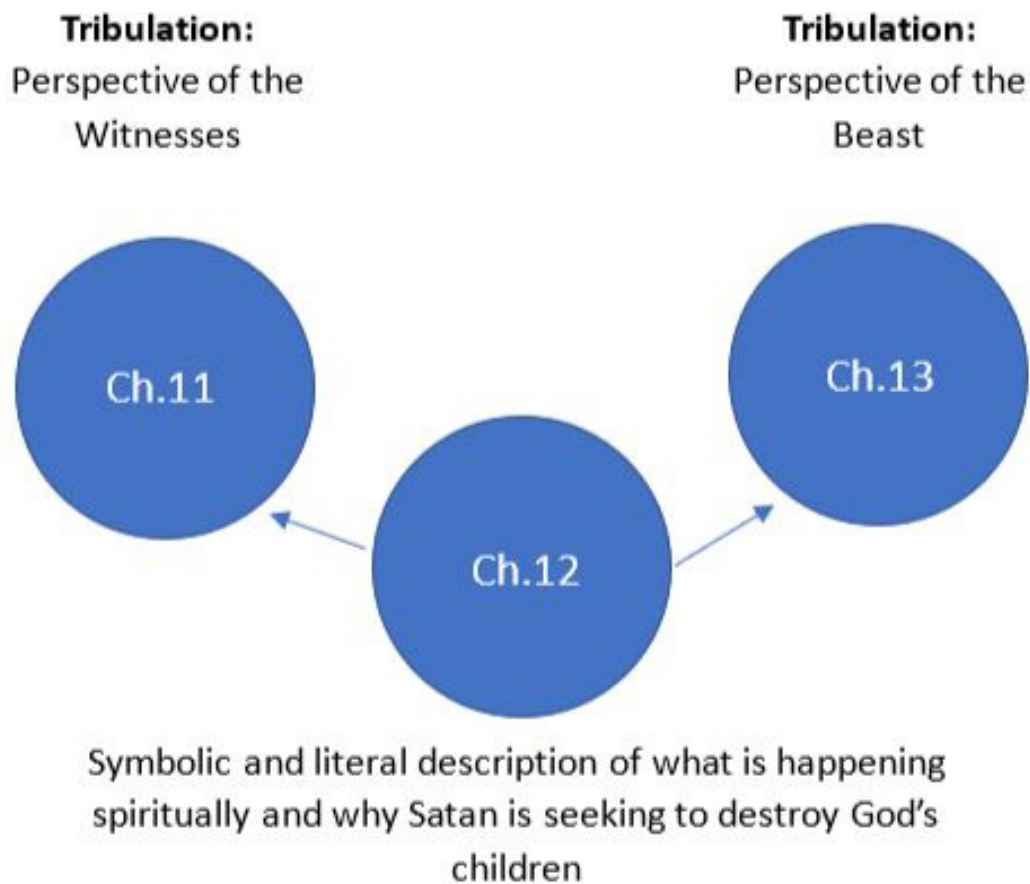 Tribulation:
Perspective of the
Witnesses
Tribulation:
Perspective of the
Beast
Ch.11
Ch.13
Ch.12
Symbolic and literal description of what is happening
spiritually and why Satan is seeking to destroy God’s
children